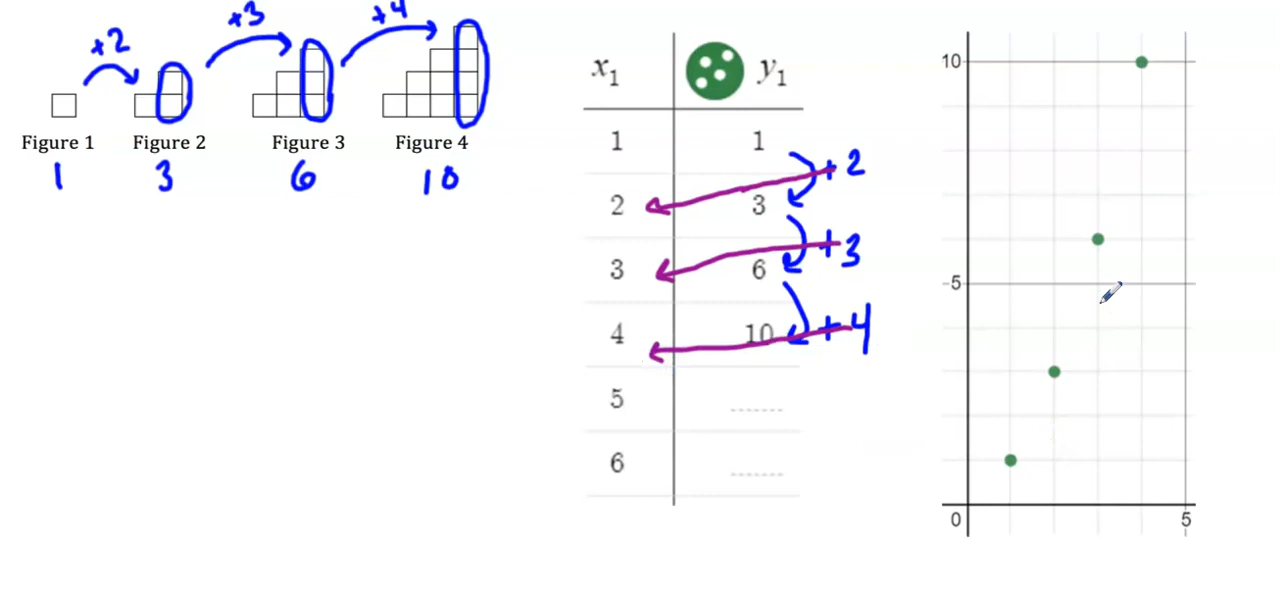 +2 +3 +4
Figure 1 Figure 2 Figure 3 Figure 4
1 3 6 10
x₁ y₁
1 1
+2
2 3
+3
3 6
4 10 +4
5 ........
6 ........
10
5
0 5